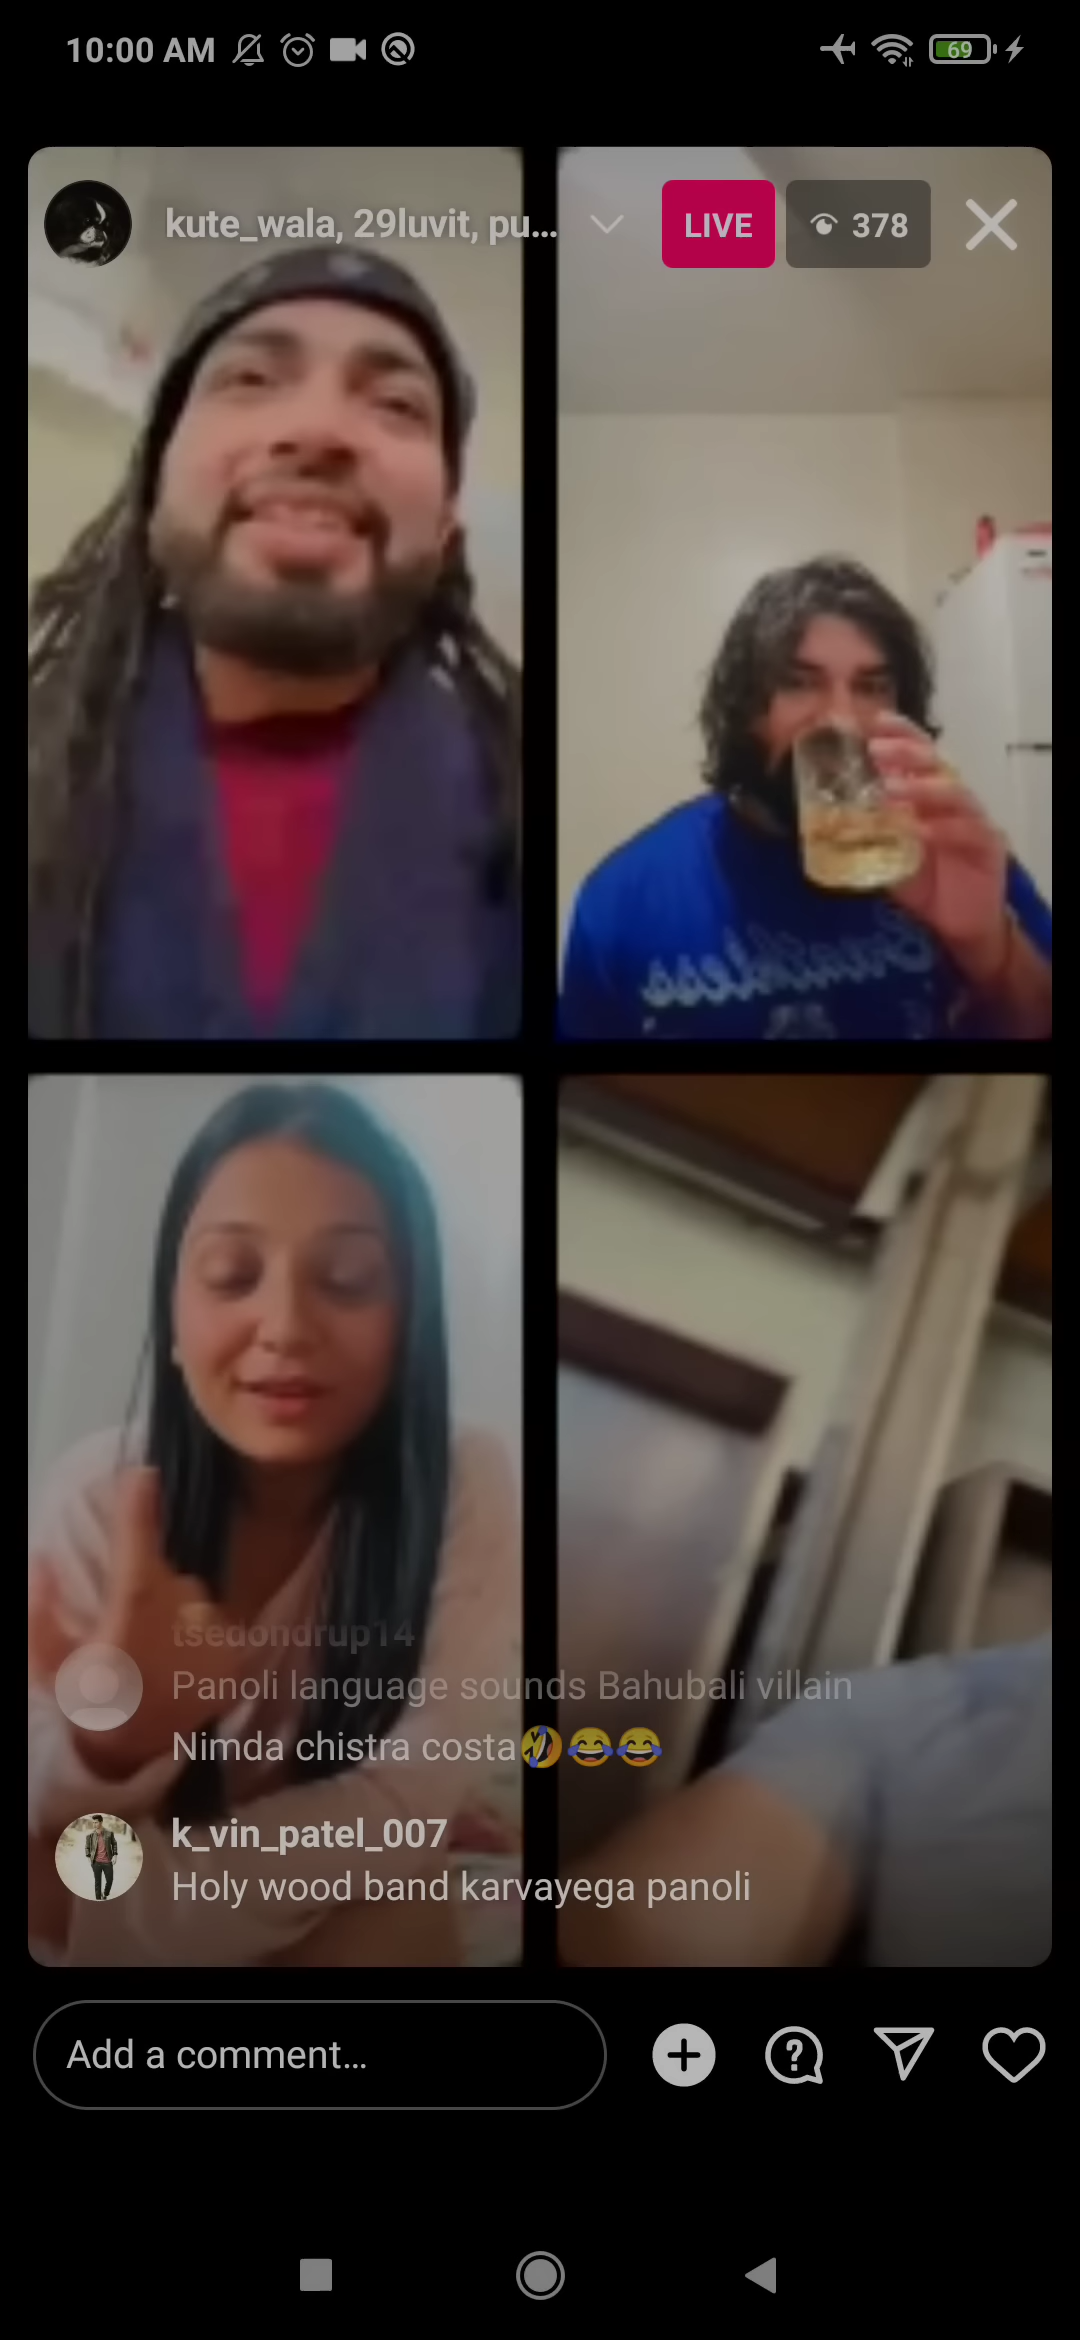 10:00 AM
69
kute_wala, 29luvit, pu...
LIVE
378
Breathless
tsedondrup14
Panoli language sounds Bahubali villain
Nimda chistra costa🤣😂😂
k_vin_patel_007
Holy wood band karvayega panoli
Add a comment...